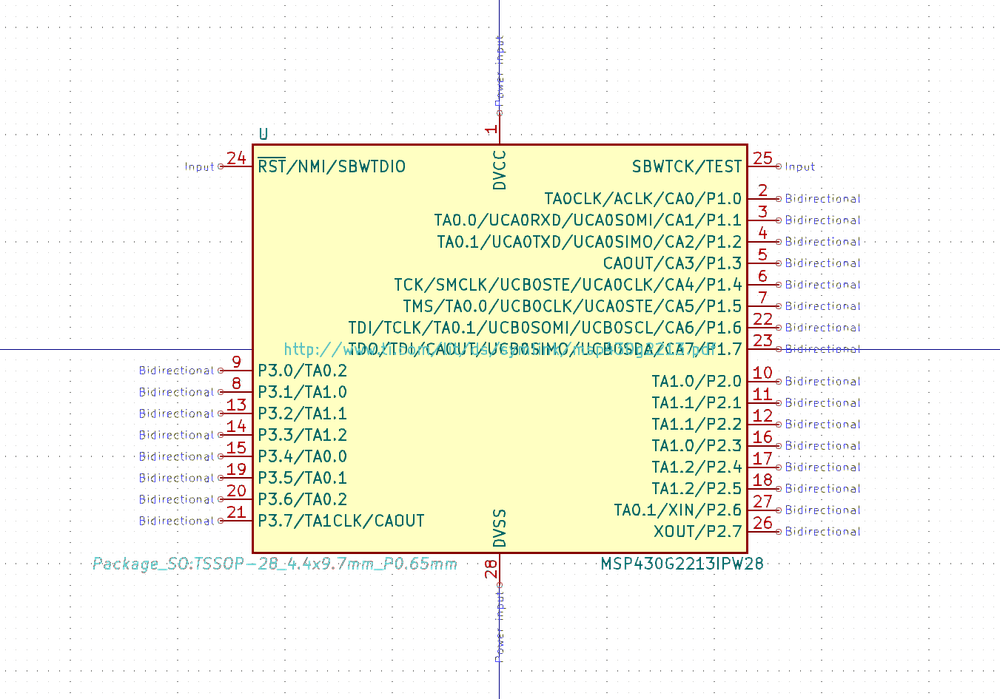 Power input
1
U
DVCC
Input 24 RST/NMI/SBWTDIO
SBWTCK/TEST 25 Input
TA0CLK/ACLK/CA0/P1.0 2 Bidirectional
TA0.0/UCA0RXD/UCA0SOMI/CA1/P1.1 3 Bidirectional
TA0.1/UCA0TXD/UCA0SIMO/CA2/P1.2 4 Bidirectional
CAOUT/CA3/P1.3 5 Bidirectional
TCK/SMCLK/UCB0STE/UCA0CLK/CA4/P1.4 6 Bidirectional
TMS/TA0.0/UCB0CLK/UCA0STE/CA5/P1.5 7 Bidirectional
TDI/TCLK/TA0.1/UCB0SOMI/UCB0SCL/CA6/P1.6 22 Bidirectional
TDO/TDI/CAOUT/UCB0SIMO/UCB0SDA/CA7/P1.7 23 Bidirectional
Bidirectional 9 P3.0/TA0.2
Bidirectional 8 P3.1/TA1.0
Bidirectional 13 P3.2/TA1.1
Bidirectional 14 P3.3/TA1.2
Bidirectional 15 P3.4/TA0.0
Bidirectional 19 P3.5/TA0.1
Bidirectional 20 P3.6/TA0.2
Bidirectional 21 P3.7/TA1CLK/CAOUT
TA1.0/P2.0 10 Bidirectional
TA1.1/P2.1 11 Bidirectional
TA1.1/P2.2 12 Bidirectional
TA1.0/P2.3 16 Bidirectional
TA1.2/P2.4 17 Bidirectional
TA1.2/P2.5 18 Bidirectional
TA0.1/XIN/P2.6 27 Bidirectional
XOUT/P2.7 26 Bidirectional
DVSS
Package_SO:TSSOP-28_4.4x9.7mm_P0.65mm
MSP430G2213IPW28
28
Power input